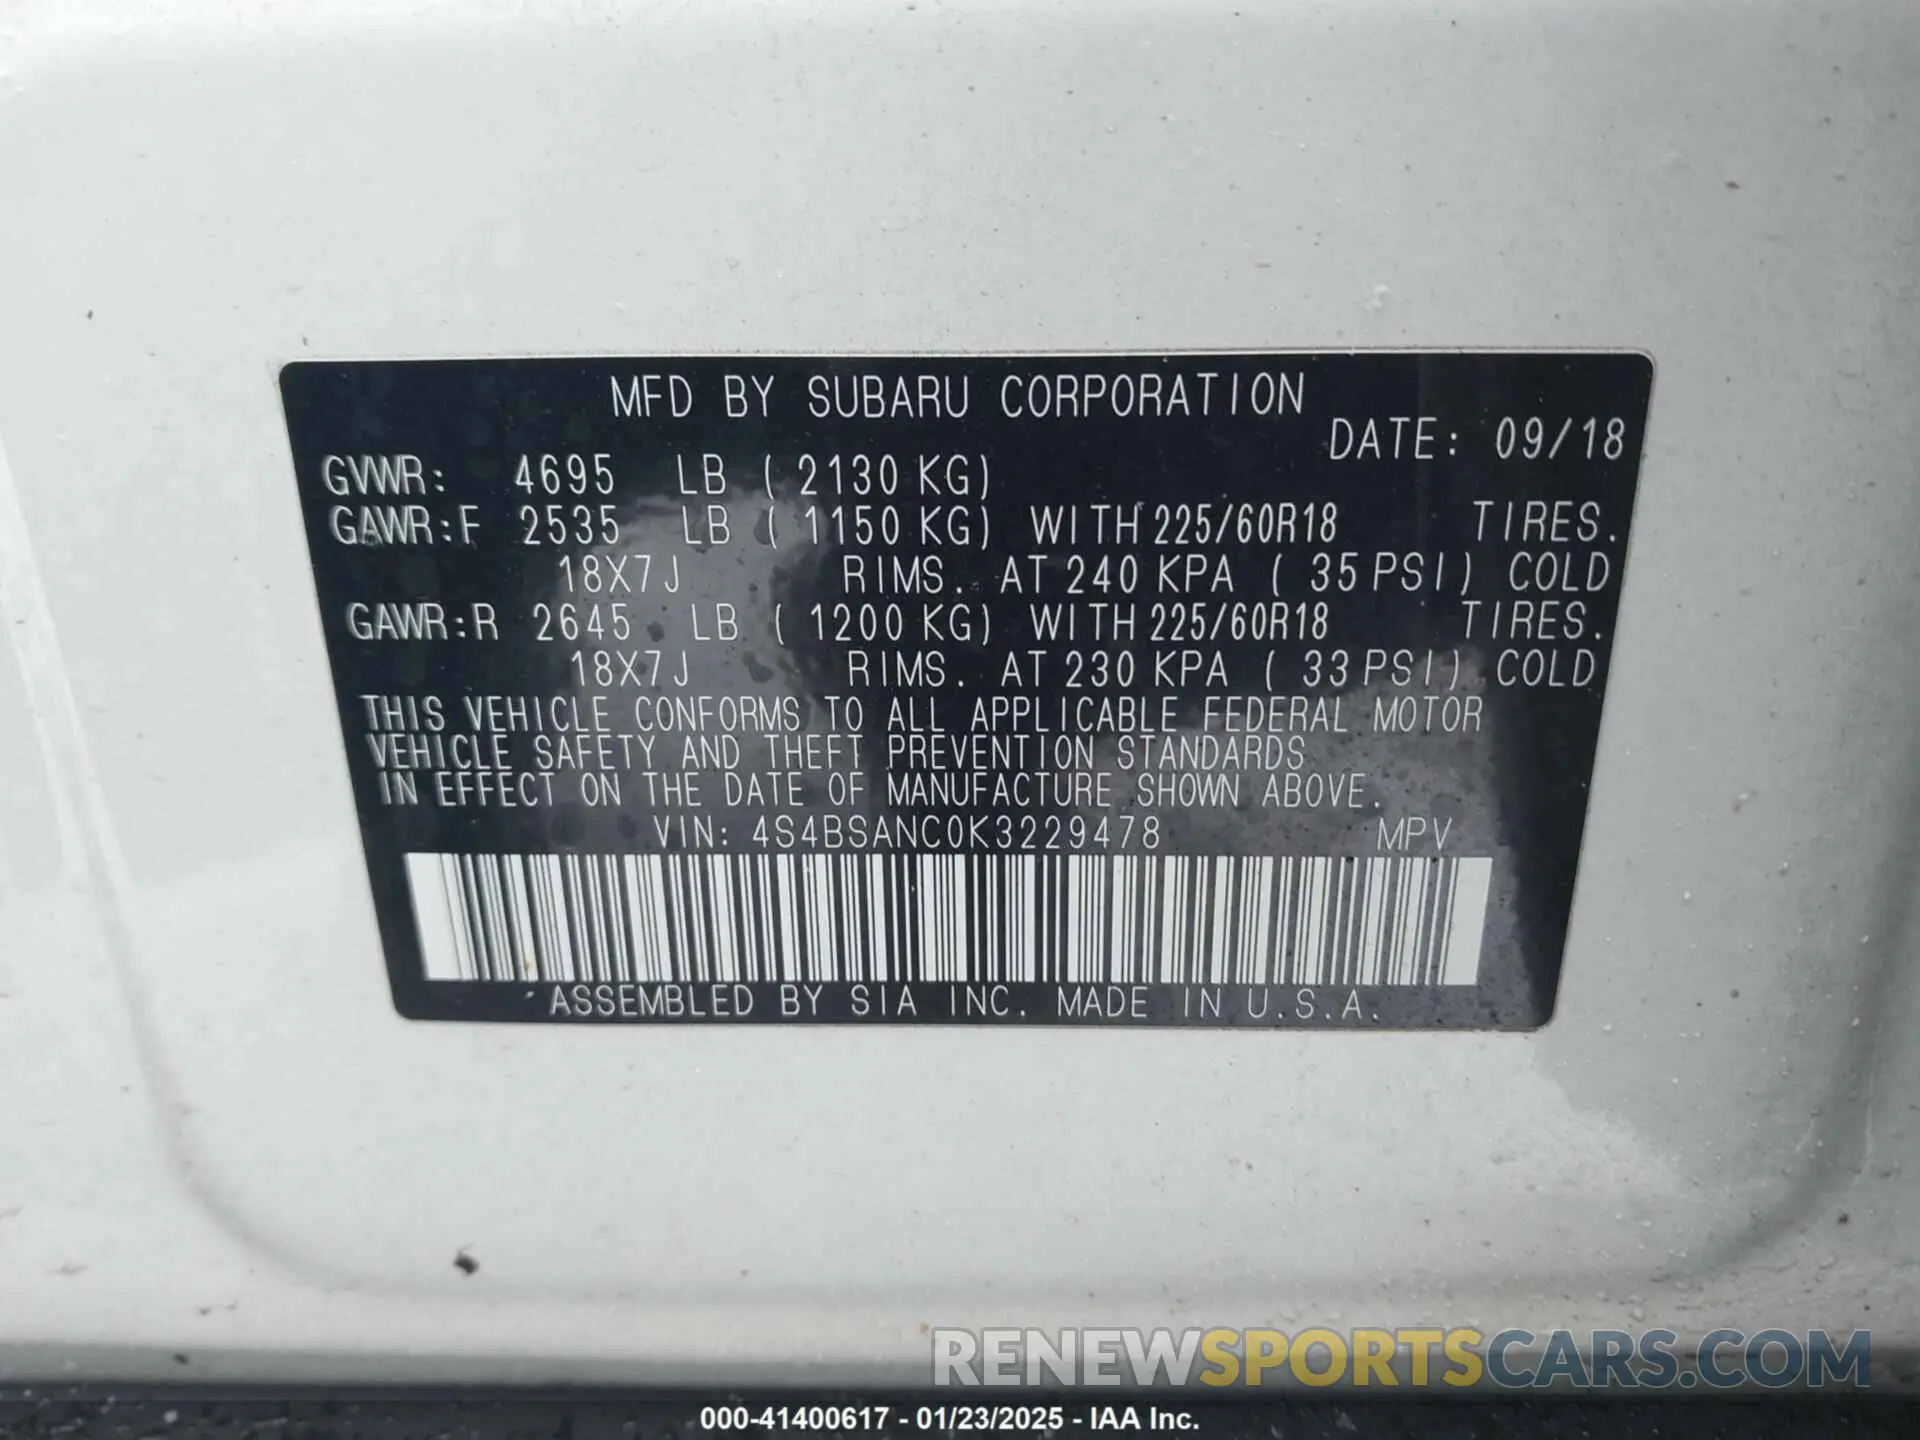 MFD BY SUBARU CORPORATION
DATE: 09/18
GVWR: 4695 LB ( 2130 KG)
GAWR:F 2535 LB ( 1150 KG) WITH 225/60R18 TIRES.
18X7J RIMS. AT 240 KPA ( 35 PSI) COLD
GAWR:R 2645 LB ( 1200 KG) WITH 225/60R18 TIRES.
18X7J RIMS. AT 230 KPA ( 33 PSI) COLD
THIS VEHICLE CONFORMS TO ALL APPLICABLE FEDERAL MOTOR
VEHICLE SAFETY AND THEFT PREVENTION STANDARDS
IN EFFECT ON THE DATE OF MANUFACTURE SHOWN ABOVE.
VIN: 4S4BSANC0K3229478 MPV
ASSEMBLED BY SIA INC. MADE IN U.S.A.
RENEWSPORTSCARS.COM
000-41400617 - 01/23/2025 - IAA Inc.